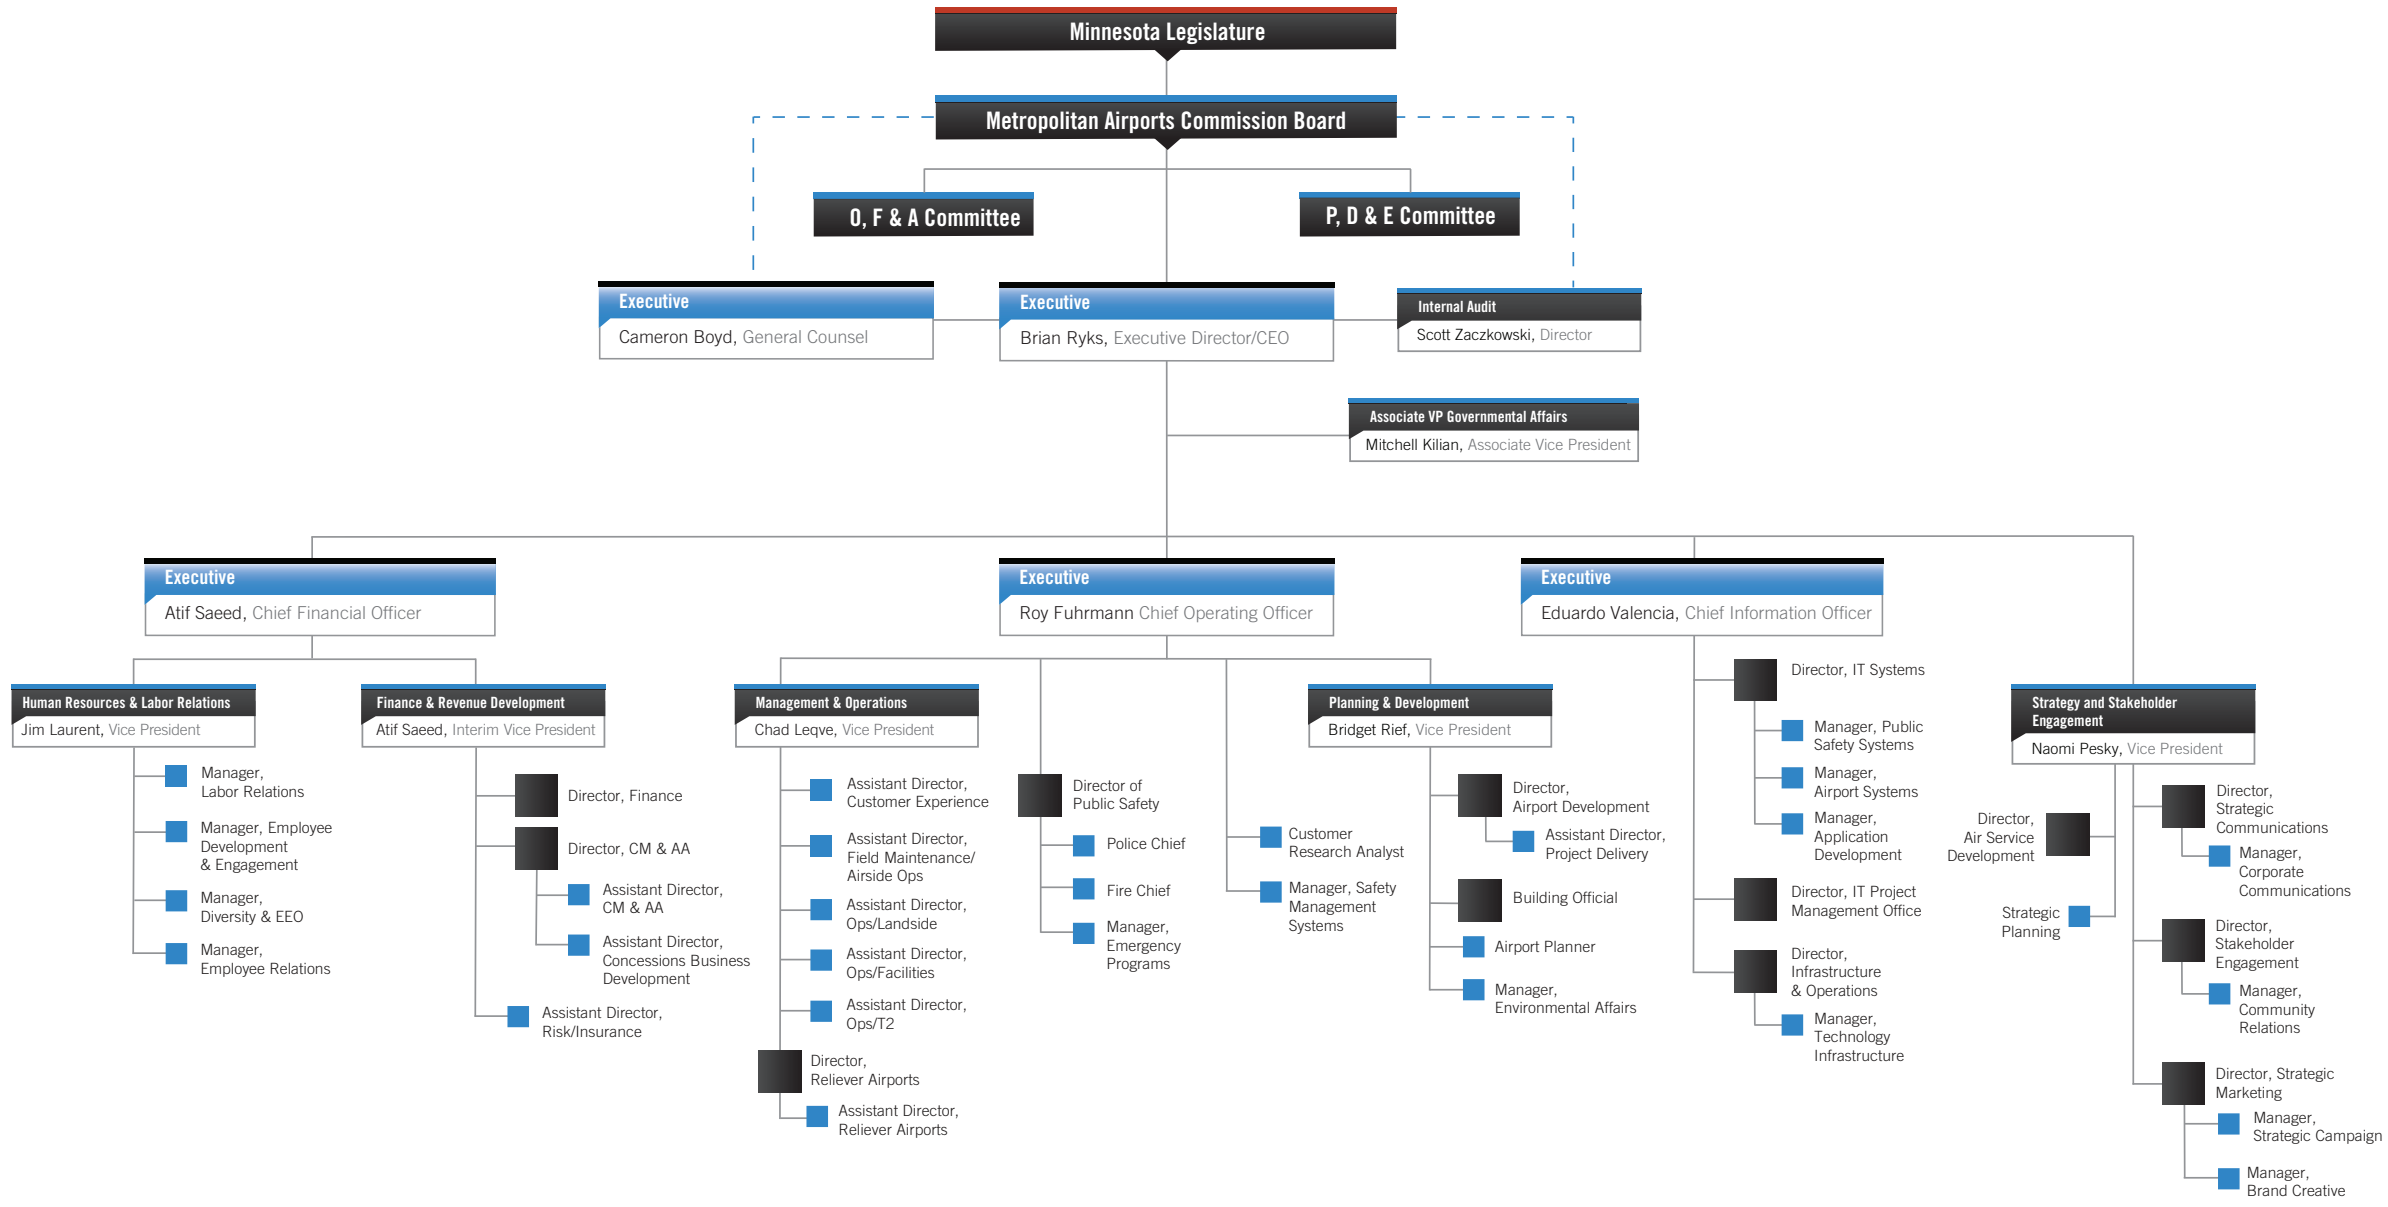 Minnesota Legislature
Metropolitan Airports Commission Board
O, F & A Committee
P, D & E Committee
Executive
Cameron Boyd, General Counsel
Executive
Brian Ryks, Executive Director/CEO
Internal Audit
Scott Zaczkowski, Director
Associate VP Governmental Affairs
Mitchell Kilian, Associate Vice President
Executive
Atif Saeed, Chief Financial Officer
Executive
Roy Fuhrmann Chief Operating Officer
Executive
Eduardo Valencia, Chief Information Officer
Human Resources & Labor Relations
Jim Laurent, Vice President
Manager,
Labor Relations
Manager, Employee
Development
& Engagement
Manager,
Diversity & EEO
Manager,
Employee Relations
Finance & Revenue Development
Atif Saeed, Interim Vice President
Director, Finance
Director, CM & AA
Assistant Director,
CM & AA
Assistant Director,
Concessions Business
Development
Assistant Director,
Risk/Insurance
Management & Operations
Chad Leqve, Vice President
Assistant Director,
Customer Experience
Assistant Director,
Field Maintenance/
Airside Ops
Assistant Director,
Ops/Landside
Assistant Director,
Ops/Facilities
Assistant Director,
Ops/T2
Director,
Reliever Airports
Assistant Director,
Reliever Airports
Director of
Public Safety
Police Chief
Fire Chief
Manager,
Emergency
Programs
Customer
Research Analyst
Manager, Safety
Management
Systems
Planning & Development
Bridget Rief, Vice President
Director,
Airport Development
Assistant Director,
Project Delivery
Building Official
Airport Planner
Manager,
Environmental Affairs
Director, IT Systems
Manager, Public
Safety Systems
Manager,
Airport Systems
Manager,
Application
Development
Director, IT Project
Management Office
Director,
Infrastructure
& Operations
Manager,
Technology
Infrastructure
Strategy and Stakeholder
Engagement
Naomi Pesky, Vice President
Director,
Air Service
Development
Strategic
Planning
Director,
Strategic
Communications
Manager,
Corporate
Communications
Director,
Stakeholder
Engagement
Manager,
Community
Relations
Director, Strategic
Marketing
Manager,
Strategic Campaign
Manager,
Brand Creative